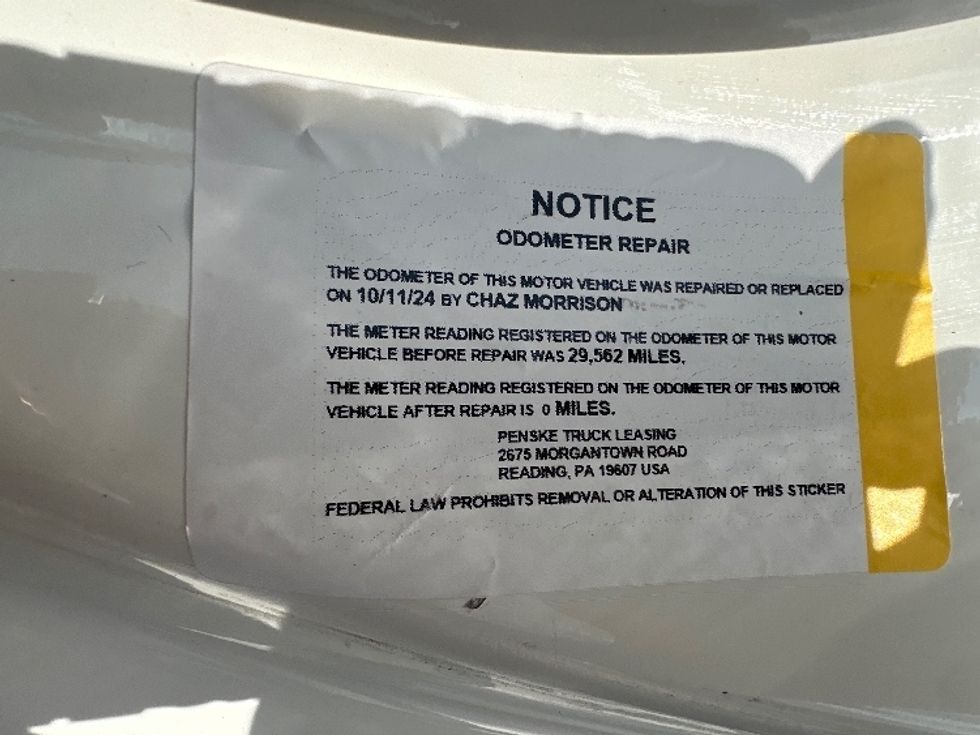 NOTICE
ODOMETER REPAIR
THE ODOMETER OF THIS MOTOR VEHICLE WAS REPAIRED OR REPLACED
ON 10/11/24 BY CHAZ MORRISON
THE METER READING REGISTERED ON THE ODOMETER OF THIS MOTOR
VEHICLE BEFORE REPAIR WAS 29,562 MILES.
THE METER READING REGISTERED ON THE ODOMETER OF THIS MOTOR
VEHICLE AFTER REPAIR IS 0 MILES.
PENSKE TRUCK LEASING
2675 MORGANTOWN ROAD
READING, PA 19607 USA
FEDERAL LAW PROHIBITS REMOVAL OR ALTERATION OF THIS STICKER